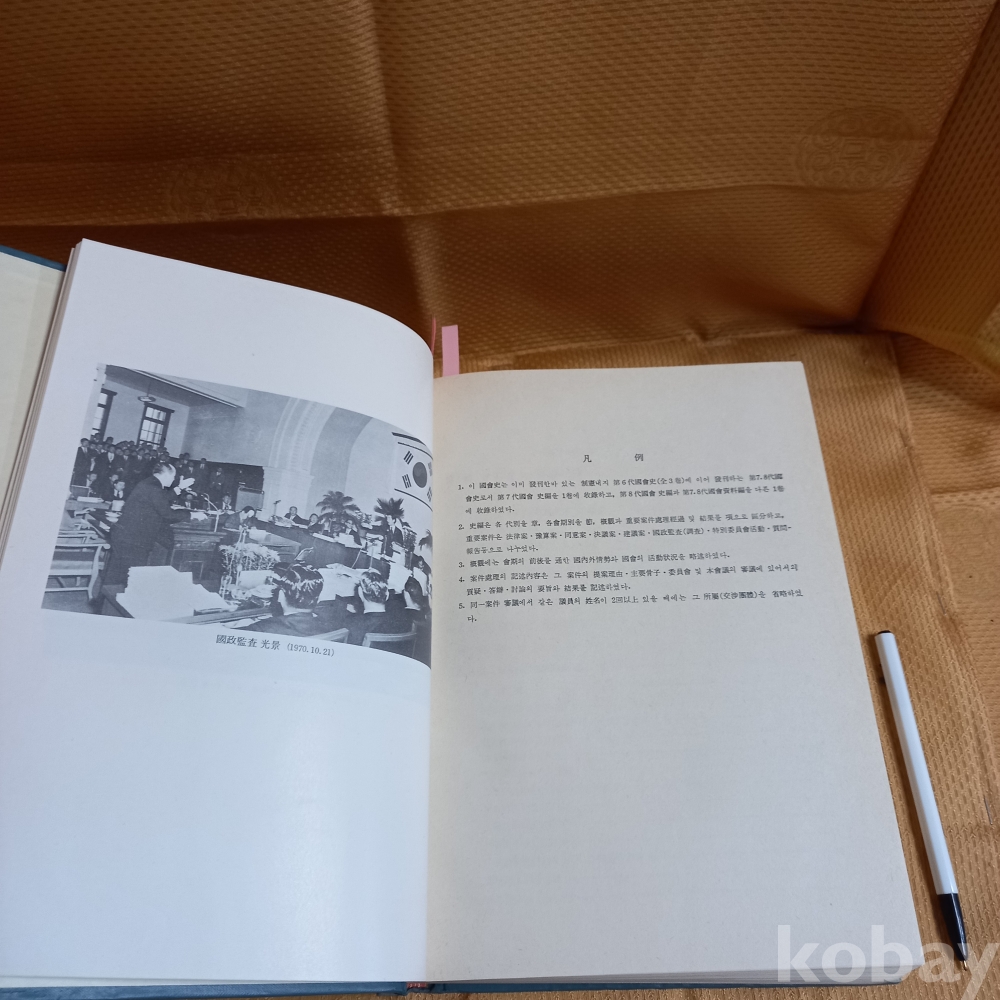 國政監査 光景 (1970.10.21)
凡 例
1. 이 國會史는 이미 發刊한바 있는 制憲내지 第6代國會史(全3卷)에 이어 發刊하는 第7.8代國
會史로서 第7代國會 史編을 1卷에 收錄하고, 第8代國會 史編과 第7.8代國會資料編을 다른 1卷
에 收錄하였다.
2. 史編은 各 代別을 章, 各會期別을 節, 槪觀과 重要案件處理經過 및 結果를 項으로 區分하고,
重要案件은 法律案·豫算案·同意案·決議案·建議案·國政監査(調査)·特別委員會活動·質問·
報告等으로 나누었다.
3. 槪觀에는 會期의 前後를 通한 國內外情勢와 國會의 活動狀況을 略述하였다.
4. 案件處理의 記述內容은 그 案件의 提案理由·主要骨子·委員會 및 本會議의 審議에 있어서의
質疑·答辯·討論의 要旨와 結果를 記述하였다.
5. 同一案件 審議에서 같은 議員의 姓名이 2回以上 있을 때에는 그 所屬(交涉團體)을 省略하였
다.
kobay